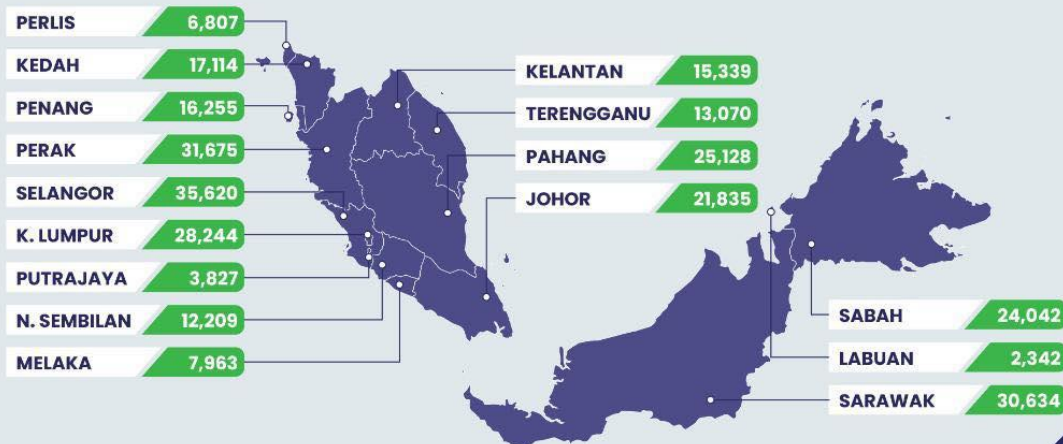 PERLIS 6,807
KEDAH 17,114
PENANG 16,255
PERAK 31,675
SELANGOR 35,620
K. LUMPUR 28,244
PUTRAJAYA 3,827
N. SEMBILAN 12,209
MELAKA 7,963
KELANTAN 15,339
TERENGGANU 13,070
PAHANG 25,128
JOHOR 21,835
SABAH 24,042
LABUAN 2,342
SARAWAK 30,634